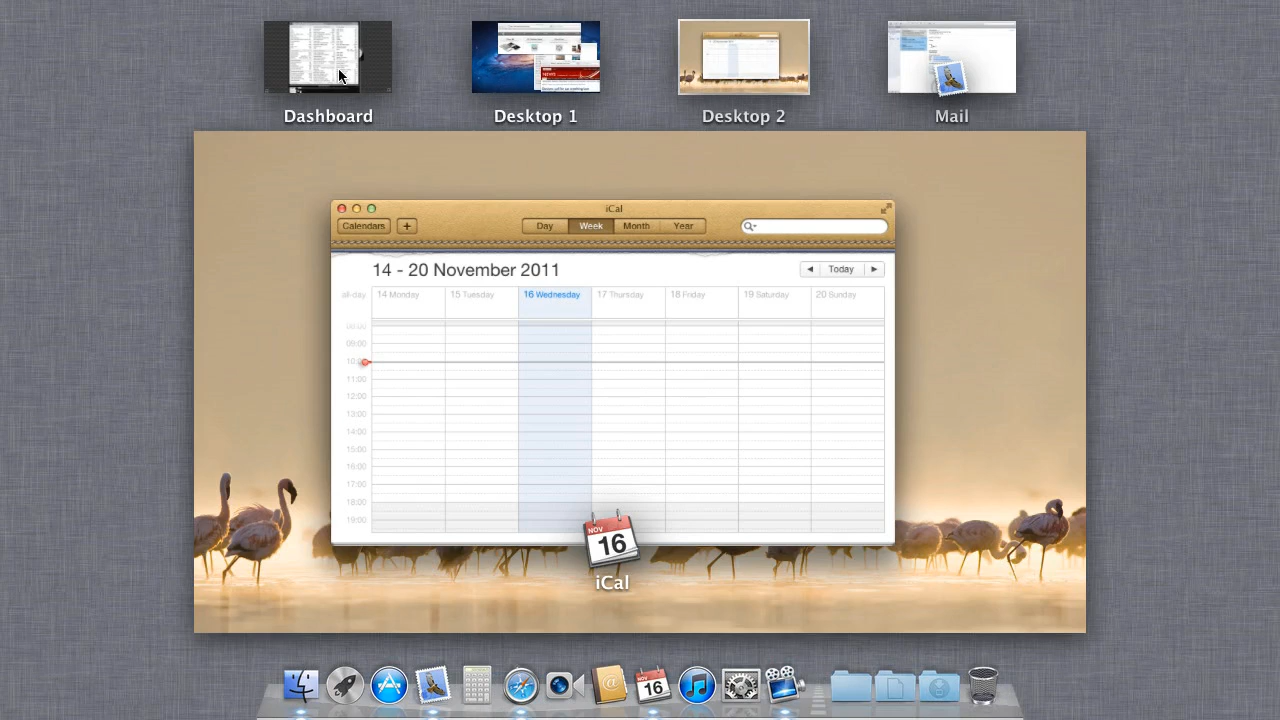 Dashboard
Desktop 1
Desktop 2
Mail
iCal
Calendars
+
Day
Week
Month
Year
14 - 20 November 2011
Today
all-day
14 Monday
15 Tuesday
16 Wednesday
17 Thursday
18 Friday
19 Saturday
20 Sunday
08:00
09:00
11:00
12:00
13:00
14:00
15:00
16:00
17:00
18:00
19:00
NOV
16
iCal
NOV
16